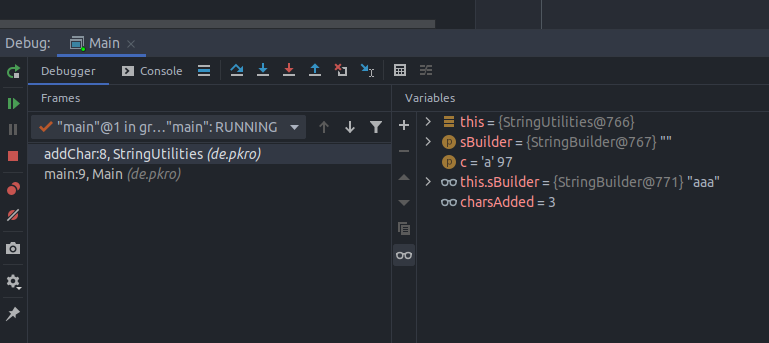 Debug: Main
Debugger Console
Frames
Variables
"main"@1 in gr…"main": RUNNING
addChar:8, StringUtilities (de.pkro)
main:9, Main (de.pkro)
this = {StringUtilities@766}
sBuilder = {StringBuilder@767} ""
p c = 'a' 97
this.sBuilder = {StringBuilder@771} "aaa"
charsAdded = 3